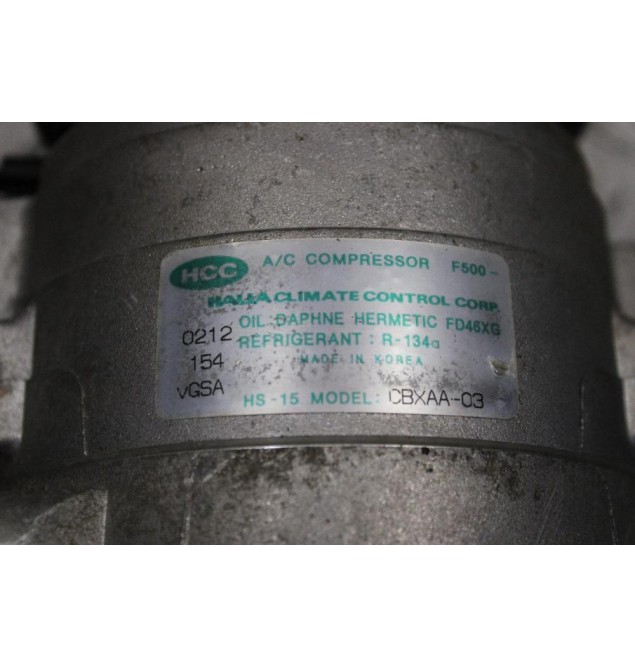 HCC A/C COMPRESSOR F500-
HALLA CLIMATE CONTROL CORP.
0212 OIL:DAPHNE HERMETIC FD46XG
REFRIGERANT : R-134a
154 MADE IN KOREA
VGSA
HS-15 MODEL: CBXAA-03